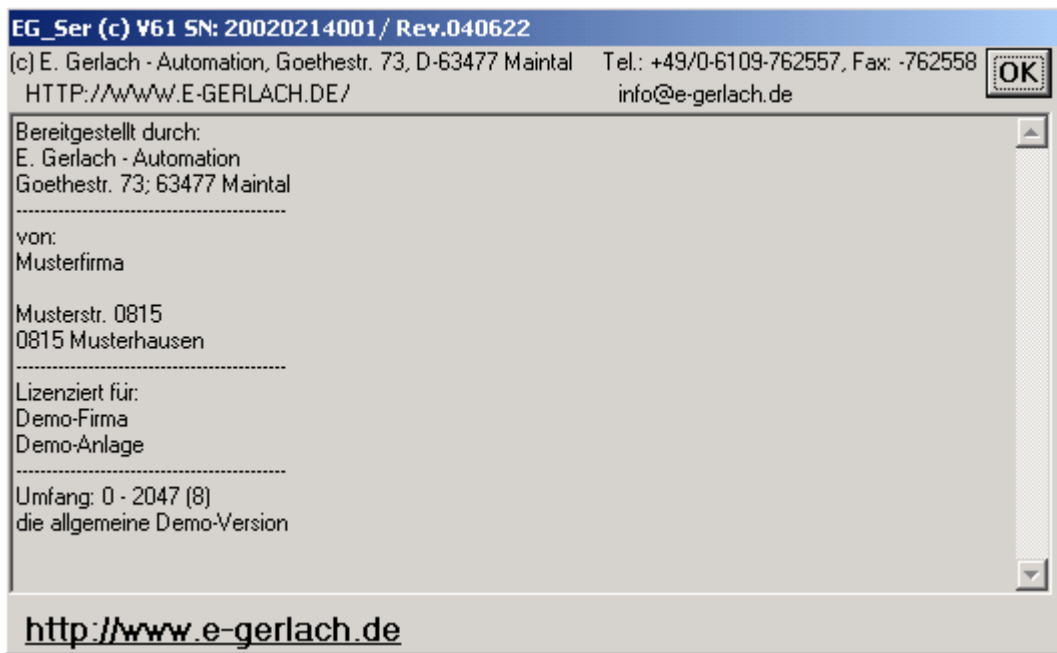 EG_Ser (c) V61 SN: 20020214001/ Rev.040622
(c) E. Gerlach - Automation, Goethestr. 73, D-63477 Maintal Tel.: +49/0-6109-762557, Fax: -762558 OK
HTTP://WWW.E-GERLACH.DE/ info@e-gerlach.de
Bereitgestellt durch:
E. Gerlach - Automation
Goethestr. 73; 63477 Maintal
---------------------------------------------
von:
Musterfirma
Musterstr. 0815
0815 Musterhausen
---------------------------------------------
Lizenziert für:
Demo-Firma
Demo-Anlage
---------------------------------------------
Umfang: 0 - 2047 (8)
die allgemeine Demo-Version
http://www.e-gerlach.de